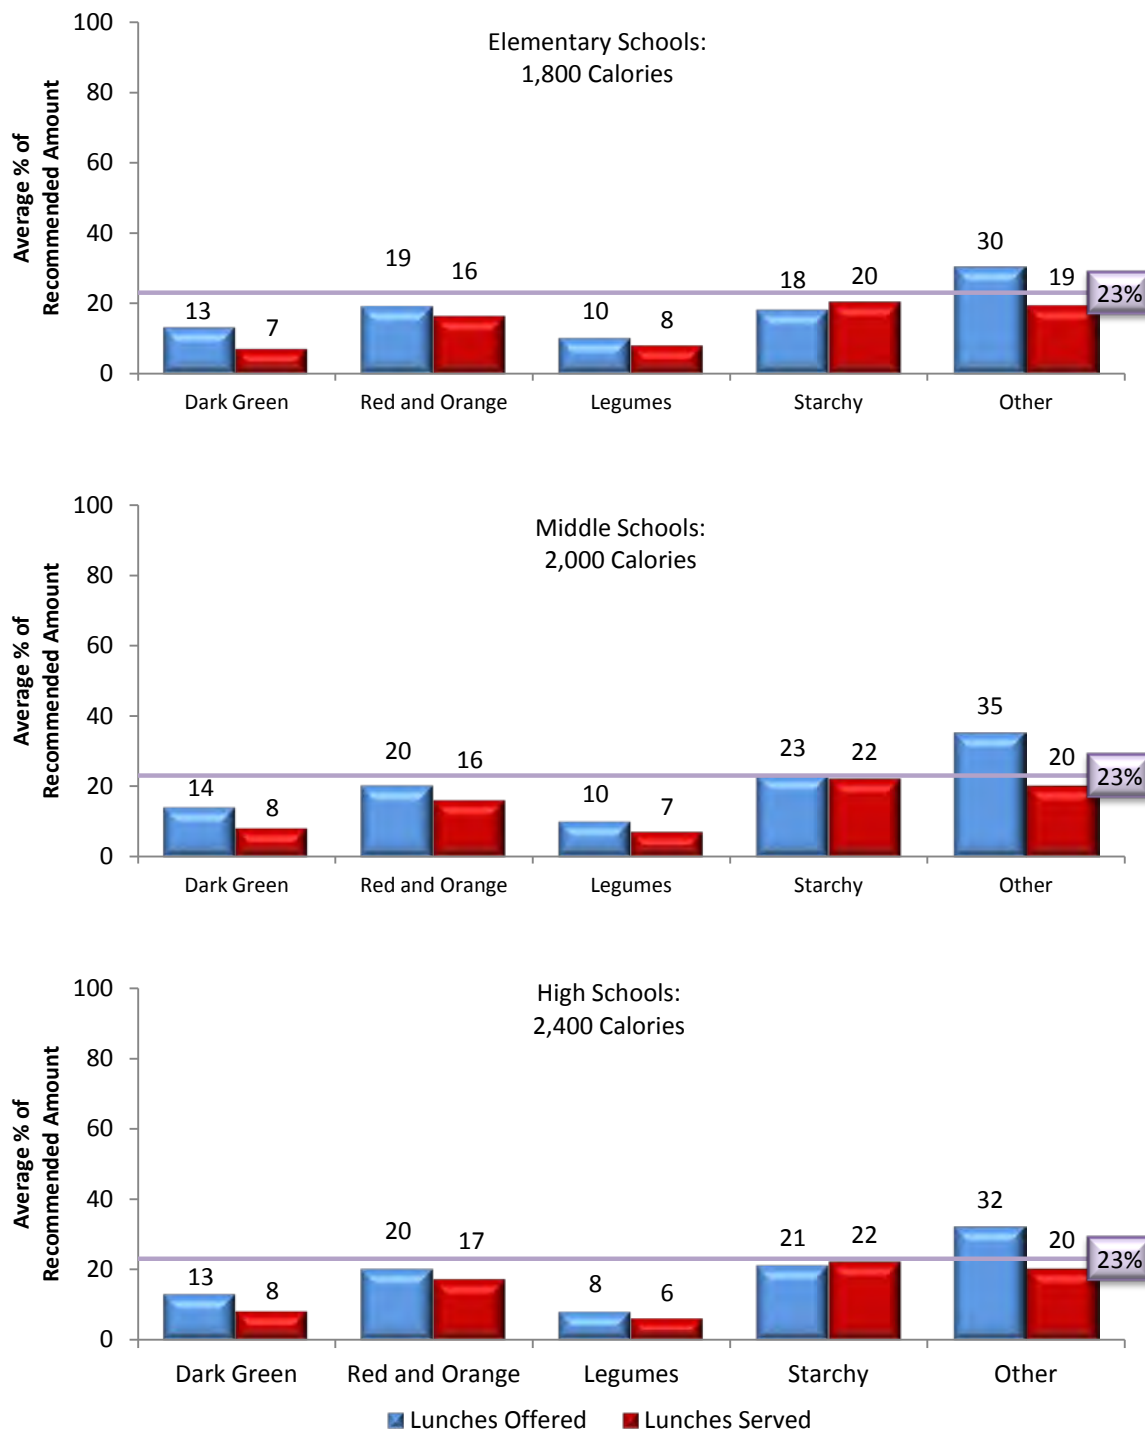 Elementary Schools:
1,800 Calories
Average % of
Recommended Amount
100
80
60
40
20
0
13
7
19
16
10
8
18
20
30
19
23%
Dark Green
Red and Orange
Legumes
Starchy
Other
Middle Schools:
2,000 Calories
Average % of
Recommended Amount
100
80
60
40
20
0
14
8
20
16
10
7
23
22
35
20
23%
Dark Green
Red and Orange
Legumes
Starchy
Other
High Schools:
2,400 Calories
Average % of
Recommended Amount
100
80
60
40
20
0
13
8
20
17
8
6
21
22
32
20
23%
Dark Green
Red and Orange
Legumes
Starchy
Other
Lunches Offered
Lunches Served